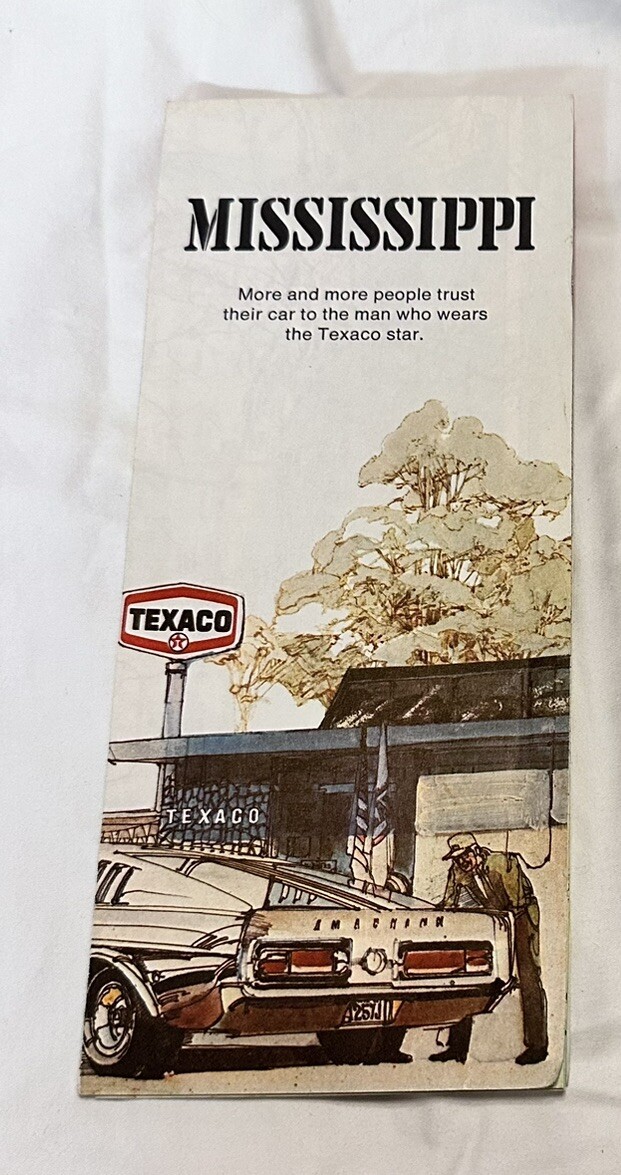 MISSISSIPPI
More and more people trust
their car to the man who wears
the Texaco star.
TEXACO
TEXACO